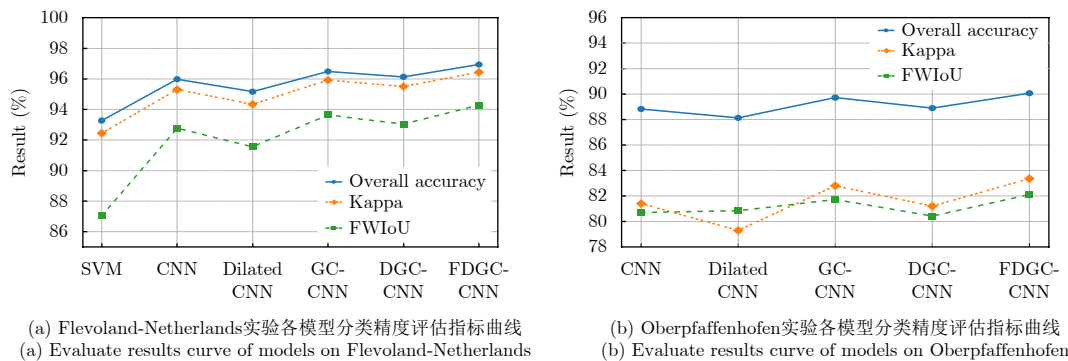 100
98
96
94
92
90
88
86
Result (%)
Overall accuracy
Kappa
FWIoU
SVM
CNN
Dilated
CNN
GC-
CNN
DGC-
CNN
FDGC-
CNN
(a) Flevoland-Netherlands实验各模型分类精度评估指标曲线
(a) Evaluate results curve of models on Flevoland-Netherlands
96
94
92
90
88
86
84
82
80
78
Result (%)
Overall accuracy
Kappa
FWIoU
CNN
Dilated
CNN
GC-
CNN
DGC-
CNN
FDGC-
CNN
(b) Oberpfaffenhofen实验各模型分类精度评估指标曲线
(b) Evaluate results curve of models on Oberpfaffenhofen